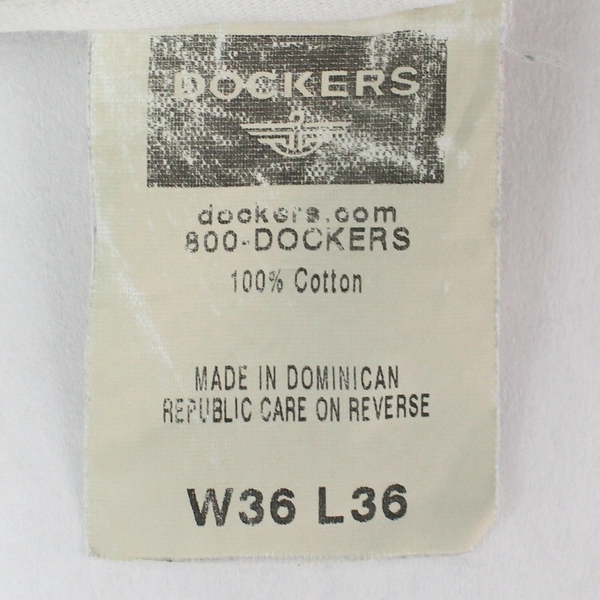 DOCKERS
dockers.com
800-DOCKERS
100% Cotton
MADE IN DOMINICAN
REPUBLIC CARE ON REVERSE
W36 L36